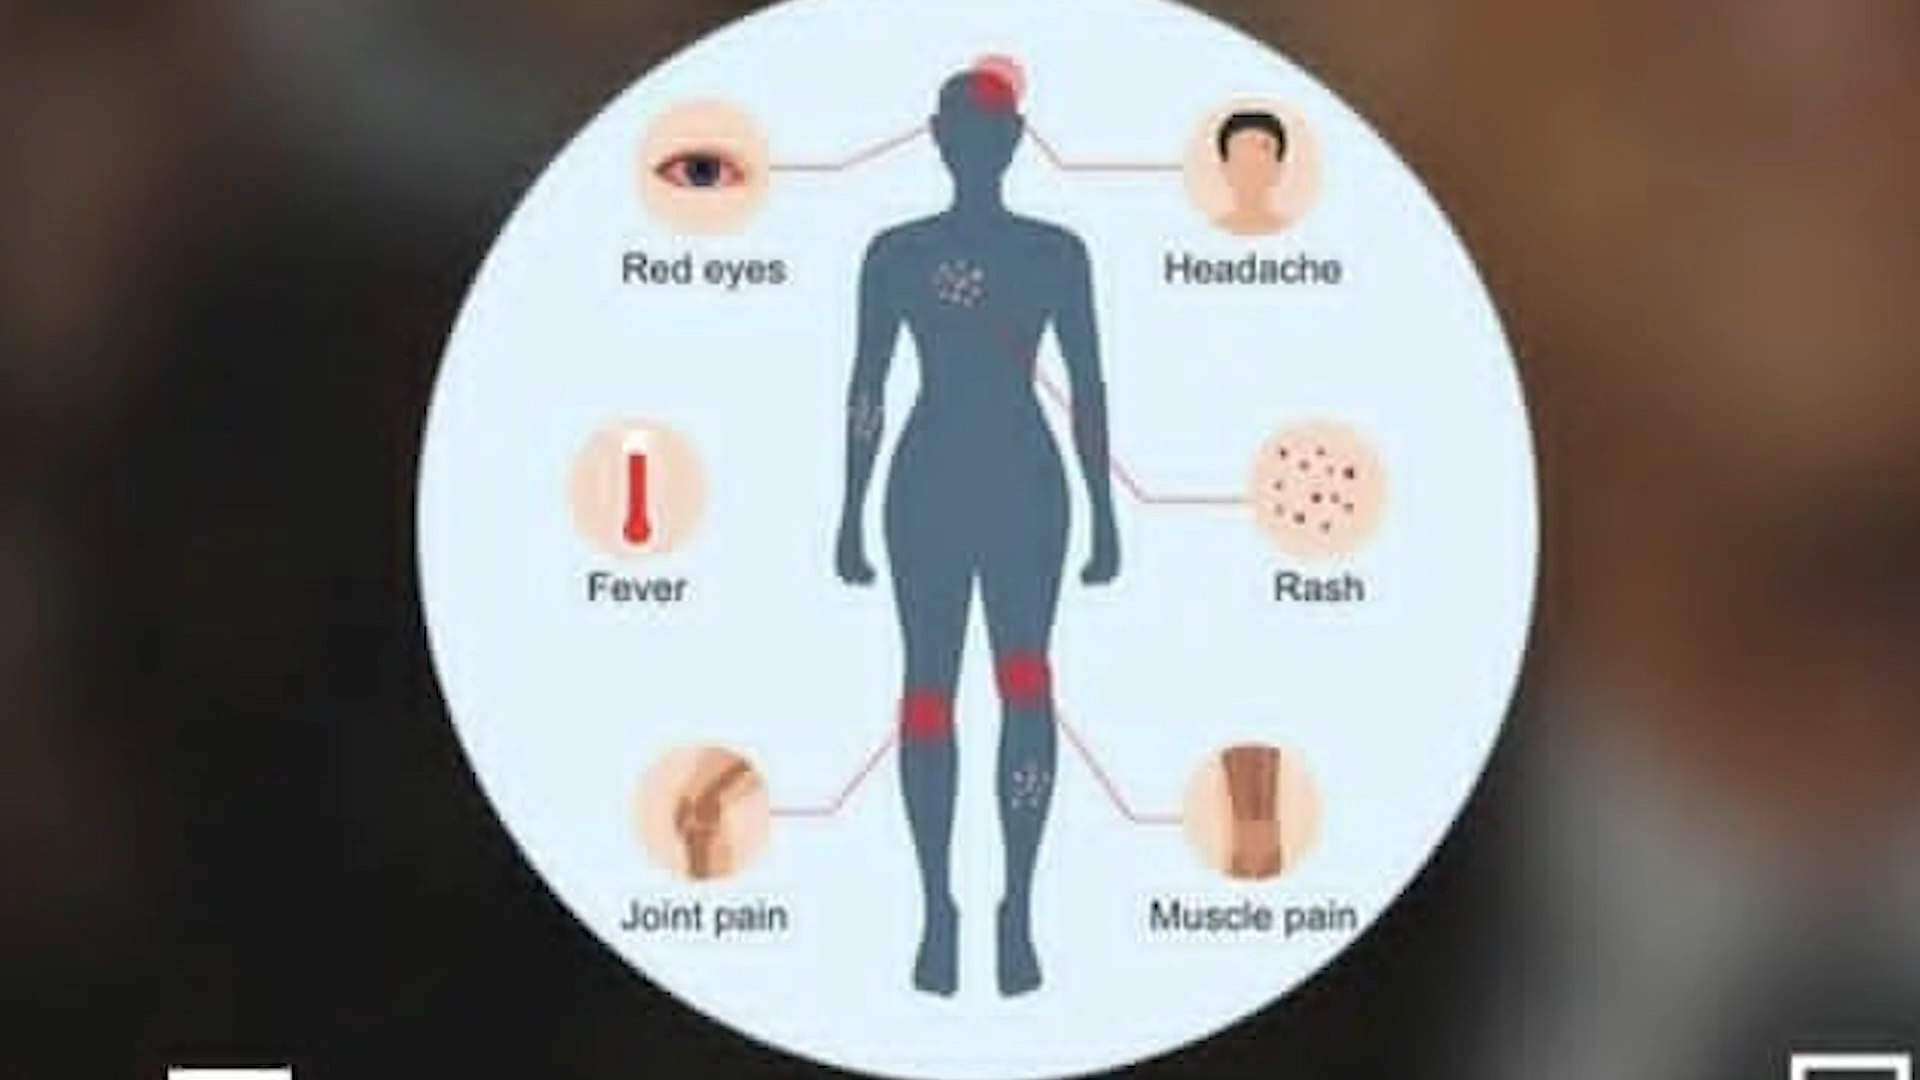 Red eyes
Headache
Fever
Rash
Joint pain
Muscle pain